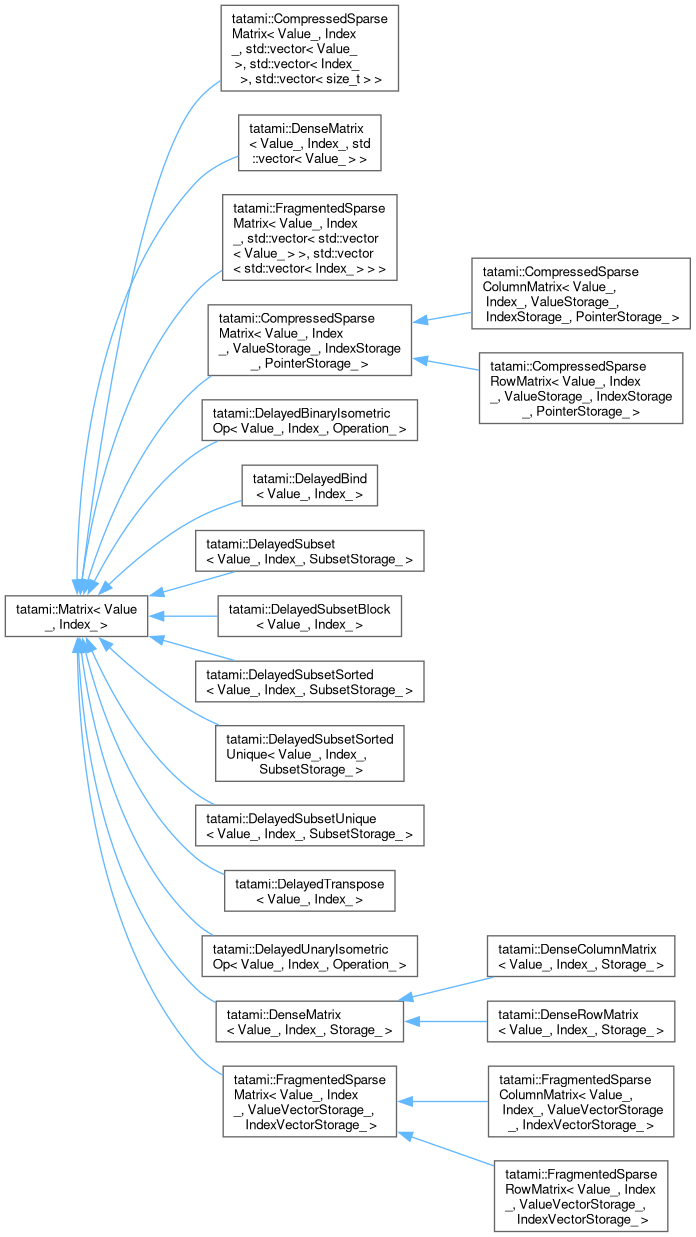 tatami::CompressedSparse
Matrix< Value_, Index
_, std::vector< Value_
>, std::vector< Index_
>, std::vector< size_t > >
tatami::DenseMatrix
< Value_, Index_, std
::vector< Value_ > >
tatami::FragmentedSparse
Matrix< Value_, Index
_, std::vector< std::vector
< Value_ > >, std::vector
< std::vector< Index_ > > >
tatami::CompressedSparse
ColumnMatrix< Value_,
Index_, ValueStorage_,
IndexStorage_, PointerStorage_ >
tatami::CompressedSparse
Matrix< Value_, Index
_, ValueStorage_, IndexStorage
_, PointerStorage_ >
tatami::CompressedSparse
RowMatrix< Value_, Index
_, ValueStorage_, IndexStorage
_, PointerStorage_ >
tatami::DelayedBinaryIsometric
Op< Value_, Index_, Operation_ >
tatami::DelayedBind
< Value_, Index_ >
tatami::DelayedSubset
< Value_, Index_, SubsetStorage_ >
tatami::Matrix< Value
_, Index_ >
tatami::DelayedSubsetBlock
< Value_, Index_ >
tatami::DelayedSubsetSorted
< Value_, Index_, SubsetStorage_ >
tatami::DelayedSubsetSorted
Unique< Value_, Index_,
SubsetStorage_ >
tatami::DelayedSubsetUnique
< Value_, Index_, SubsetStorage_ >
tatami::DelayedTranspose
< Value_, Index_ >
tatami::DelayedUnaryIsometric
Op< Value_, Index_, Operation_ >
tatami::DenseColumnMatrix
< Value_, Index_, Storage_ >
tatami::DenseMatrix
< Value_, Index_, Storage_ >
tatami::DenseRowMatrix
< Value_, Index_, Storage_ >
tatami::FragmentedSparse
Matrix< Value_, Index
_, ValueVectorStorage_,
IndexVectorStorage_ >
tatami::FragmentedSparse
ColumnMatrix< Value_,
Index_, ValueVectorStorage
_, IndexVectorStorage_ >
tatami::FragmentedSparse
RowMatrix< Value_, Index
_, ValueVectorStorage_,
IndexVectorStorage_ >